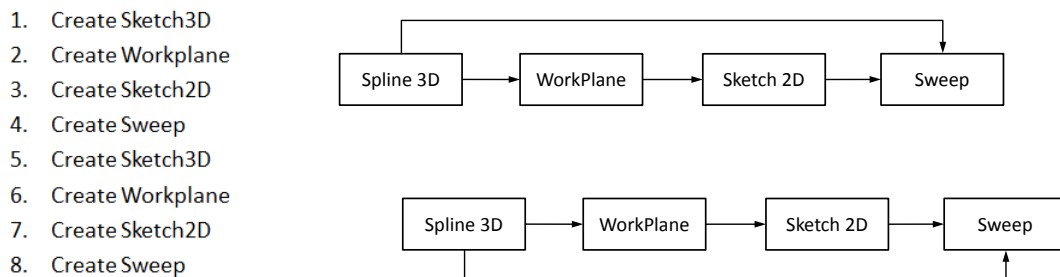 1. Create Sketch3D
2. Create Workplane
3. Create Sketch2D
4. Create Sweep
5. Create Sketch3D
6. Create Workplane
7. Create Sketch2D
8. Create Sweep
Spline 3D WorkPlane Sketch 2D Sweep
Spline 3D WorkPlane Sketch 2D Sweep